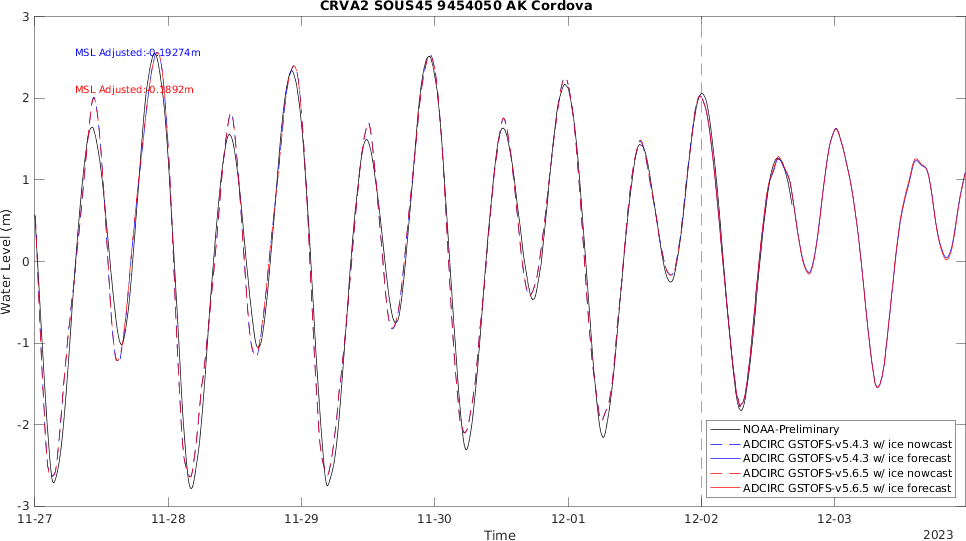 CRVA2 SOUS45 9454050 AK Cordova
3
MSL Adjusted:-0.19274m
2
MSL Adjusted:-0.1892m
1
0
Water Level (m)
-1
-2
NOAA-Preliminary
ADCIRC GSTOFS-v5.4.3 w/ ice nowcast
ADCIRC GSTOFS-v5.4.3 w/ ice forecast
ADCIRC GSTOFS-v5.6.5 w/ ice nowcast
ADCIRC GSTOFS-v5.6.5 w/ ice forecast
-3
11-27 11-28 11-29 11-30 12-01 12-02 12-03
Time
2023